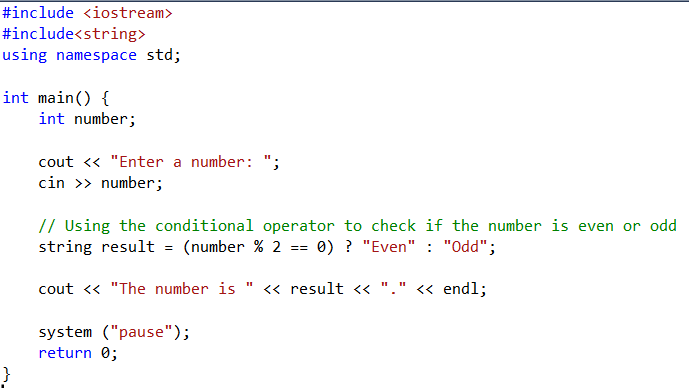 #include <iostream>
#include<string>
using namespace std;

int main() {
    int number;

    cout << "Enter a number: ";
    cin >> number;

    // Using the conditional operator to check if the number is even or odd
    string result = (number % 2 == 0) ? "Even" : "Odd";

    cout << "The number is " << result << "." << endl;

    system ("pause");
    return 0;
}